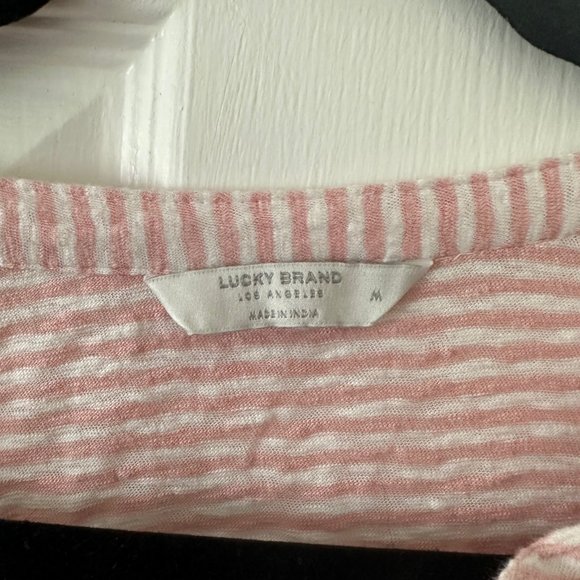 LUCKY BRAND
LOS ANGELES
M
MADE IN INDIA